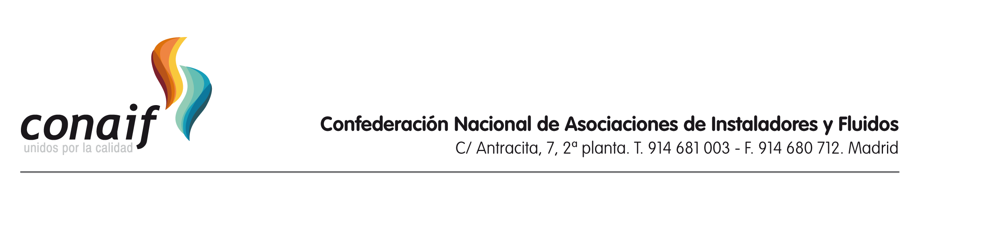 conaif
unidos por la calidad
Confederación Nacional de Asociaciones de Instaladores y Fluidos
C/ Antracita, 7, 2ª planta. T. 914 681 003 - F. 914 680 712. Madrid